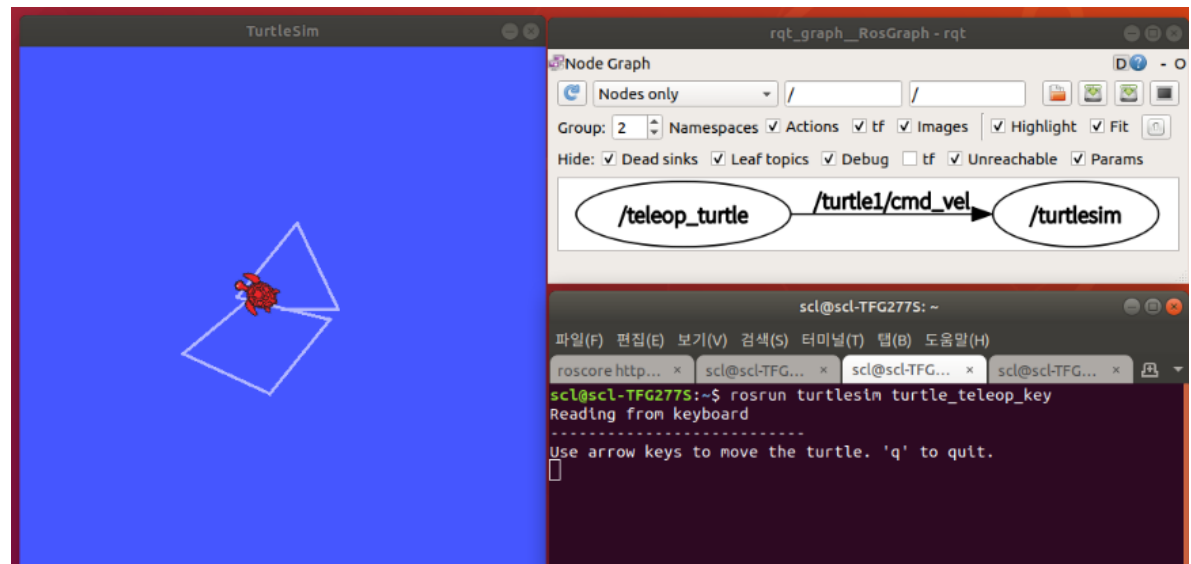 TurtleSim
rqt_graph__RosGraph - rqt
Node Graph
D - O
Nodes only / /
Group: 2 Namespaces Actions tf Images Highlight Fit
Hide: Dead sinks Leaf topics Debug tf Unreachable Params
/teleop_turtle /turtle1/cmd_vel /turtlesim
scl@scl-TFG277S: ~
파일(F) 편집(E) 보기(V) 검색(S) 터미널(T) 탭(B) 도움말(H)
roscore http... × scl@scl-TFG... × scl@scl-TFG... × scl@scl-TFG... ×
scl@scl-TFG277S:~$ rosrun turtlesim turtle_teleop_key
Reading from keyboard
---------------------------
Use arrow keys to move the turtle. 'q' to quit.